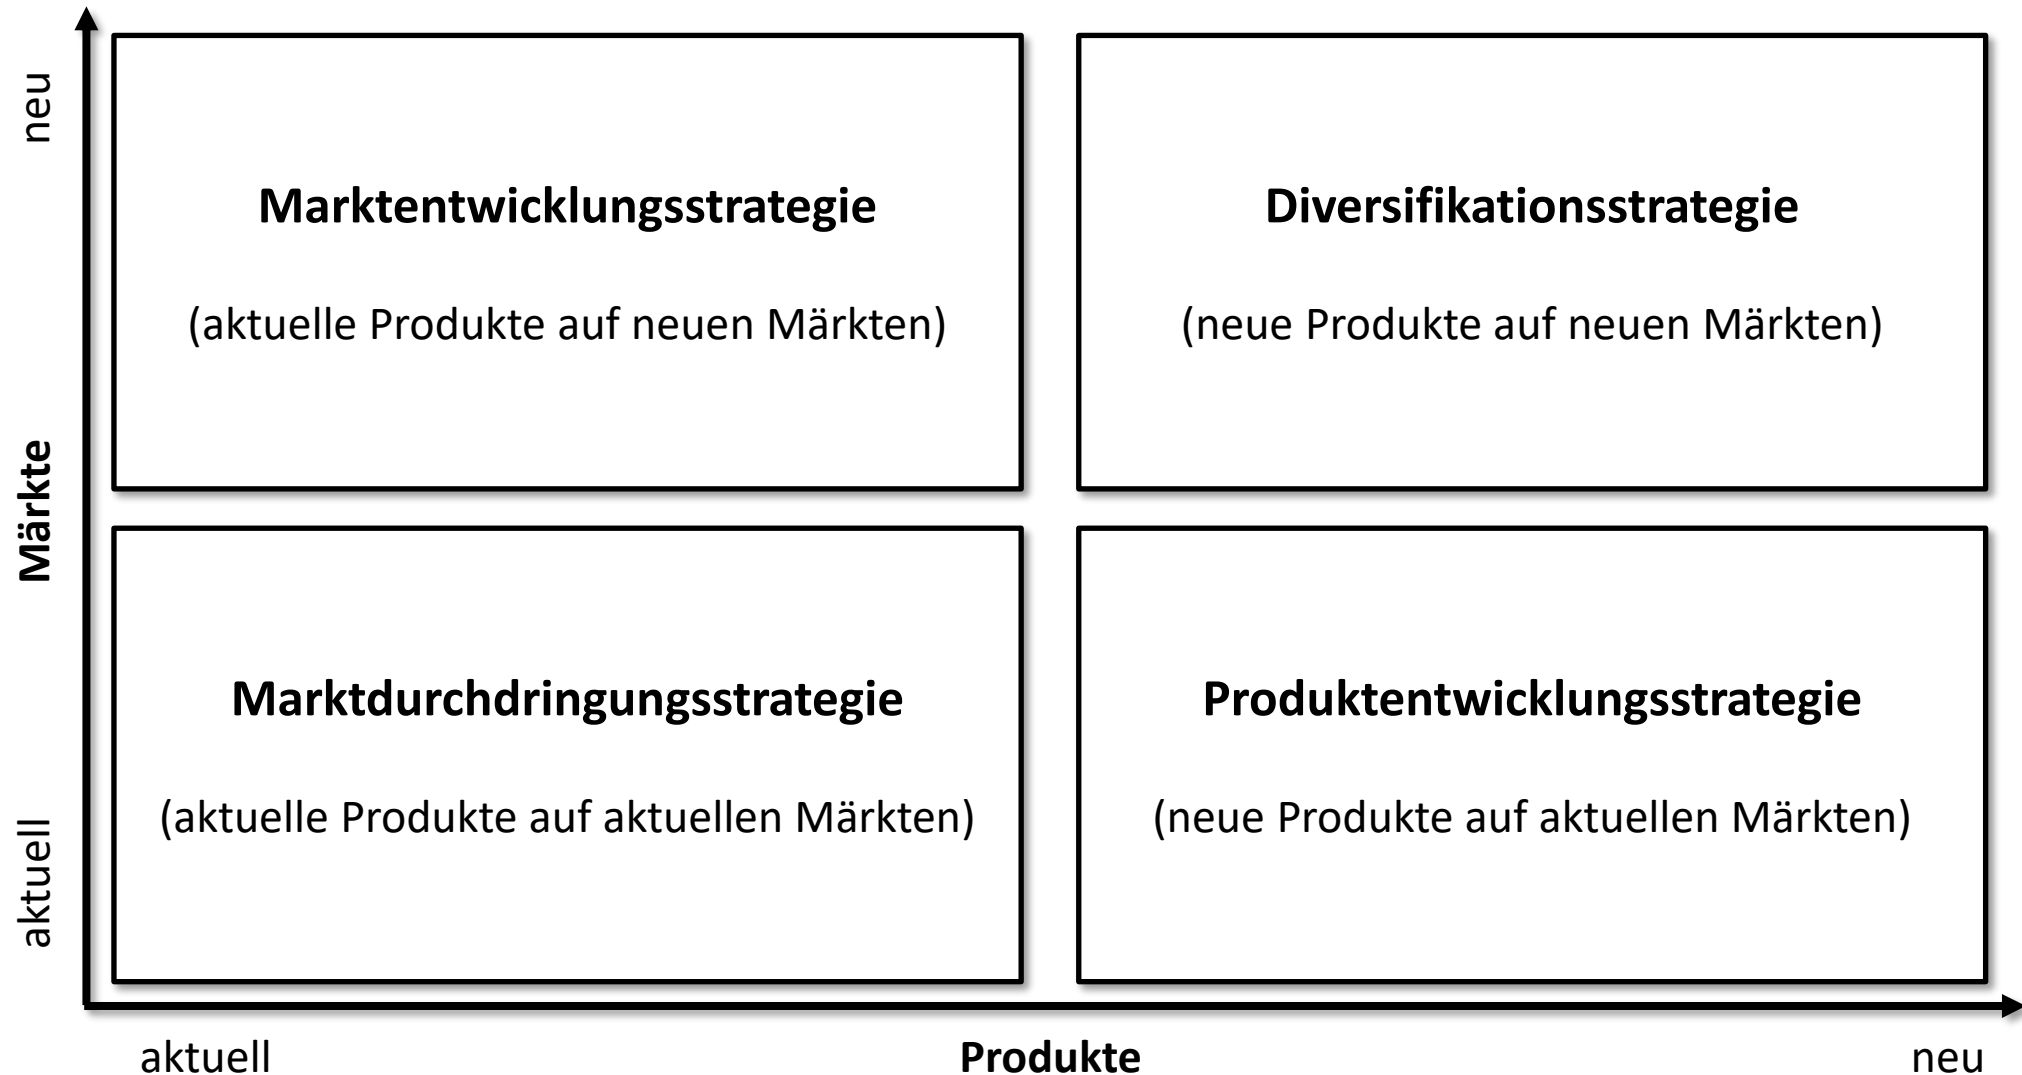 neu
Marktentwicklungsstrategie
(aktuelle Produkte auf neuen Märkten)
Diversifikationsstrategie
(neue Produkte auf neuen Märkten)
Märkte
Marktdurchdringungsstrategie
(aktuelle Produkte auf aktuellen Märkten)
Produktentwicklungsstrategie
(neue Produkte auf aktuellen Märkten)
aktuell
aktuell
Produkte
neu